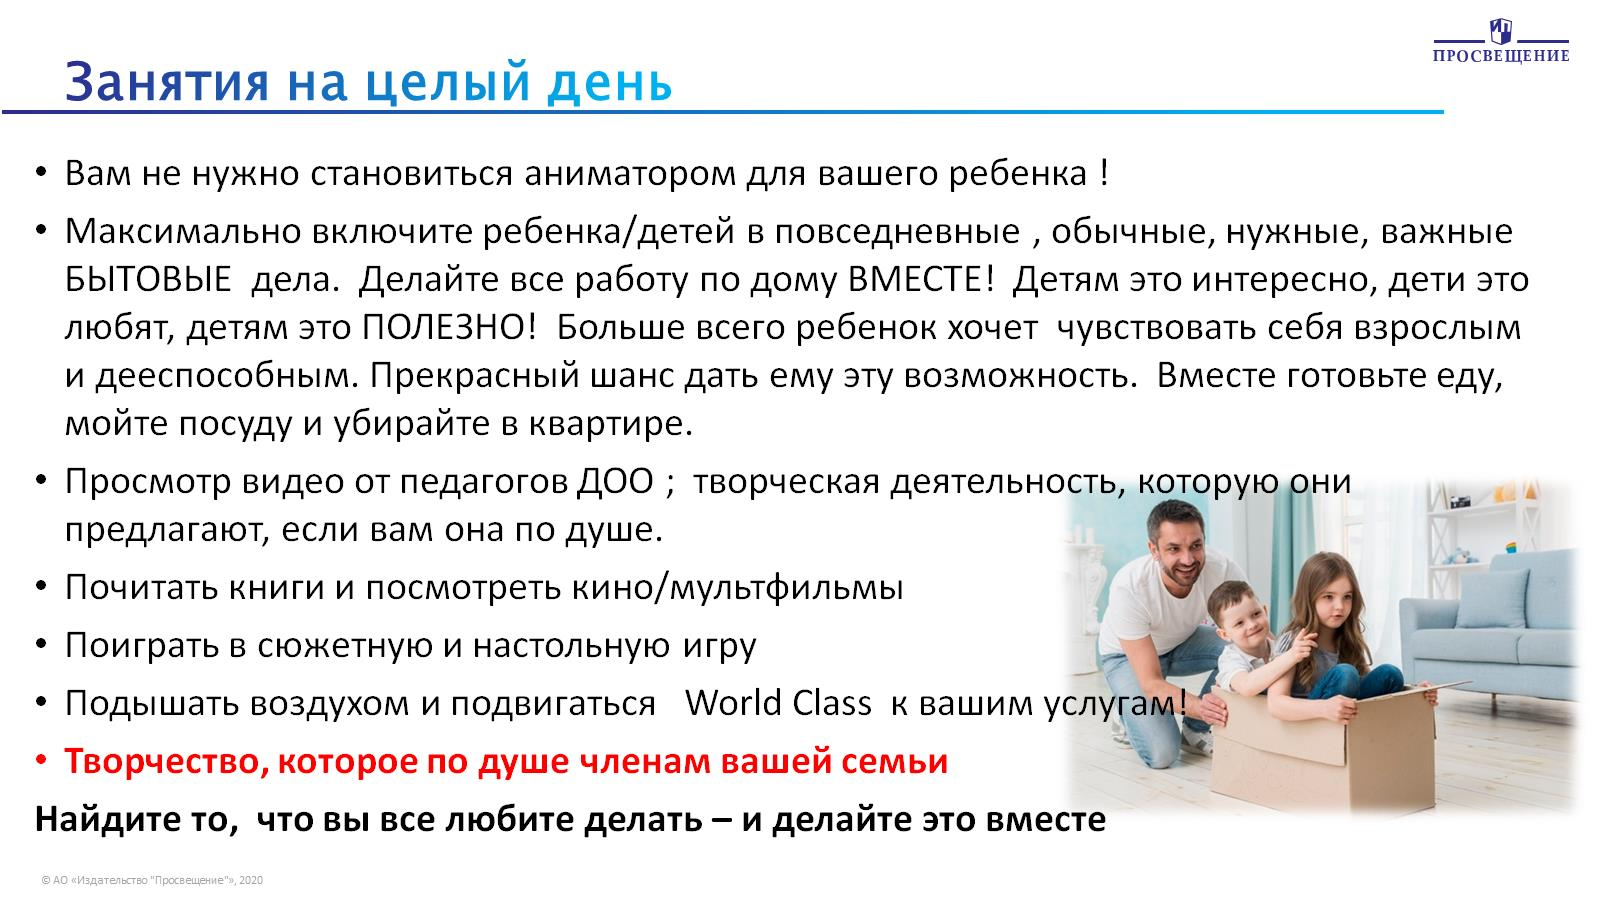 Занятия на целый день
ПРОСВЕЩЕНИЕ
• Вам не нужно становиться аниматором для вашего ребенка !
• Максимально включите ребенка/детей в повседневные , обычные, нужные, важные
БЫТОВЫЕ  дела.  Делайте все работу по дому ВМЕСТЕ!  Детям это интересно, дети это
любят, детям это ПОЛЕЗНО!  Больше всего ребенок хочет  чувствовать себя взрослым
и дееспособным. Прекрасный шанс дать ему эту возможность.  Вместе готовьте еду,
мойте посуду и убирайте в квартире.
• Просмотр видео от педагогов ДОО ;  творческая деятельность, которую они
предлагают, если вам она по душе.
• Почитать книги и посмотреть кино/мультфильмы
• Поиграть в сюжетную и настольную игру
• Подышать воздухом и подвигаться   World Class  к вашим услугам!
• Творчество, которое по душе членам вашей семьи
Найдите то,  что вы все любите делать – и делайте это вместе
© АО «Издательство "Просвещение"», 2020